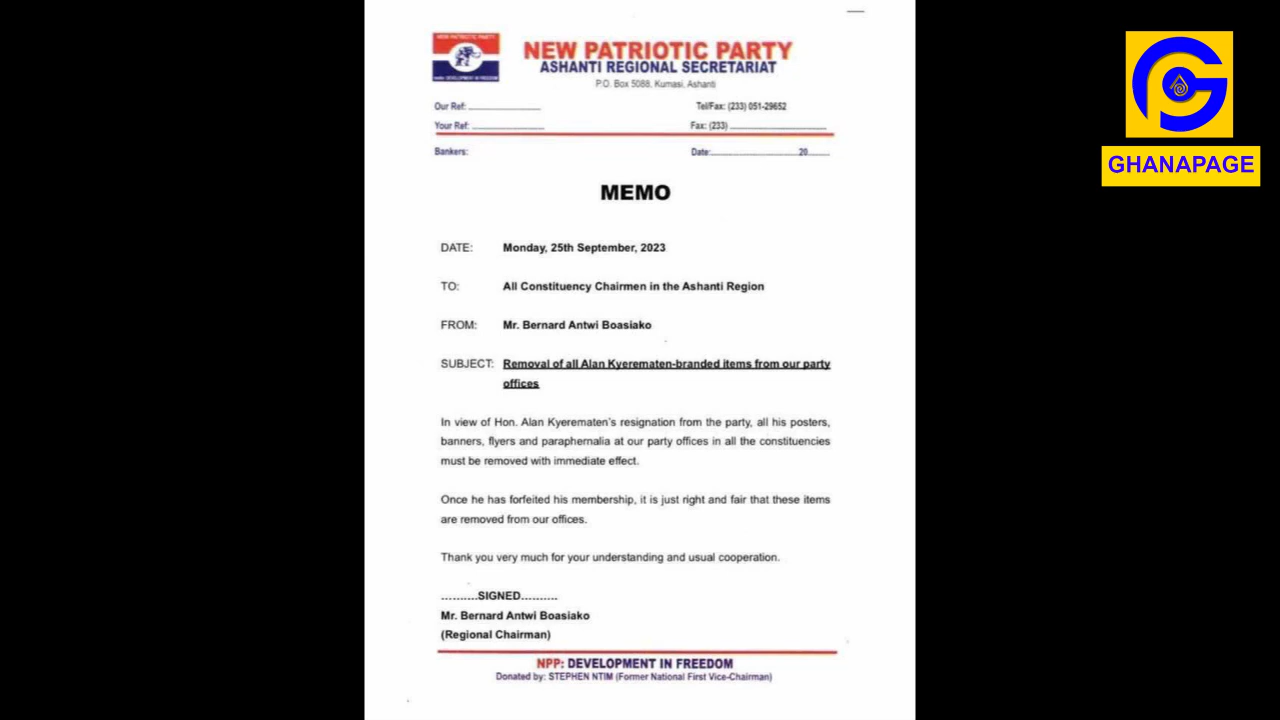 NEW PATRIOTIC PARTY
NEW PATRIOTIC PARTY
ASHANTI REGIONAL SECRETARIAT
P.O. Box 5088, Kumasi, Ashanti
Our Ref: Tel/Fax: (233) 051-29652
Your Ref: Fax: (233)
Bankers: Date: 20
MEMO
DATE: Monday, 25th September, 2023
TO: All Constituency Chairmen in the Ashanti Region
FROM: Mr. Bernard Antwi Boasiako
SUBJECT: Removal of all Alan Kyerematen-branded items from our party
offices
In view of Hon. Alan Kyerematen's resignation from the party, all his posters,
banners, flyers and paraphernalia at our party offices in all the constituencies
must be removed with immediate effect.
Once he has forfeited his membership, it is just right and fair that these items
are removed from our offices.
Thank you very much for your understanding and usual cooperation.
..........SIGNED..........
Mr. Bernard Antwi Boasiako
(Regional Chairman)
NPP: DEVELOPMENT IN FREEDOM
Donated by: STEPHEN NTIM (Former National First Vice-Chairman)
GHANAPAGE